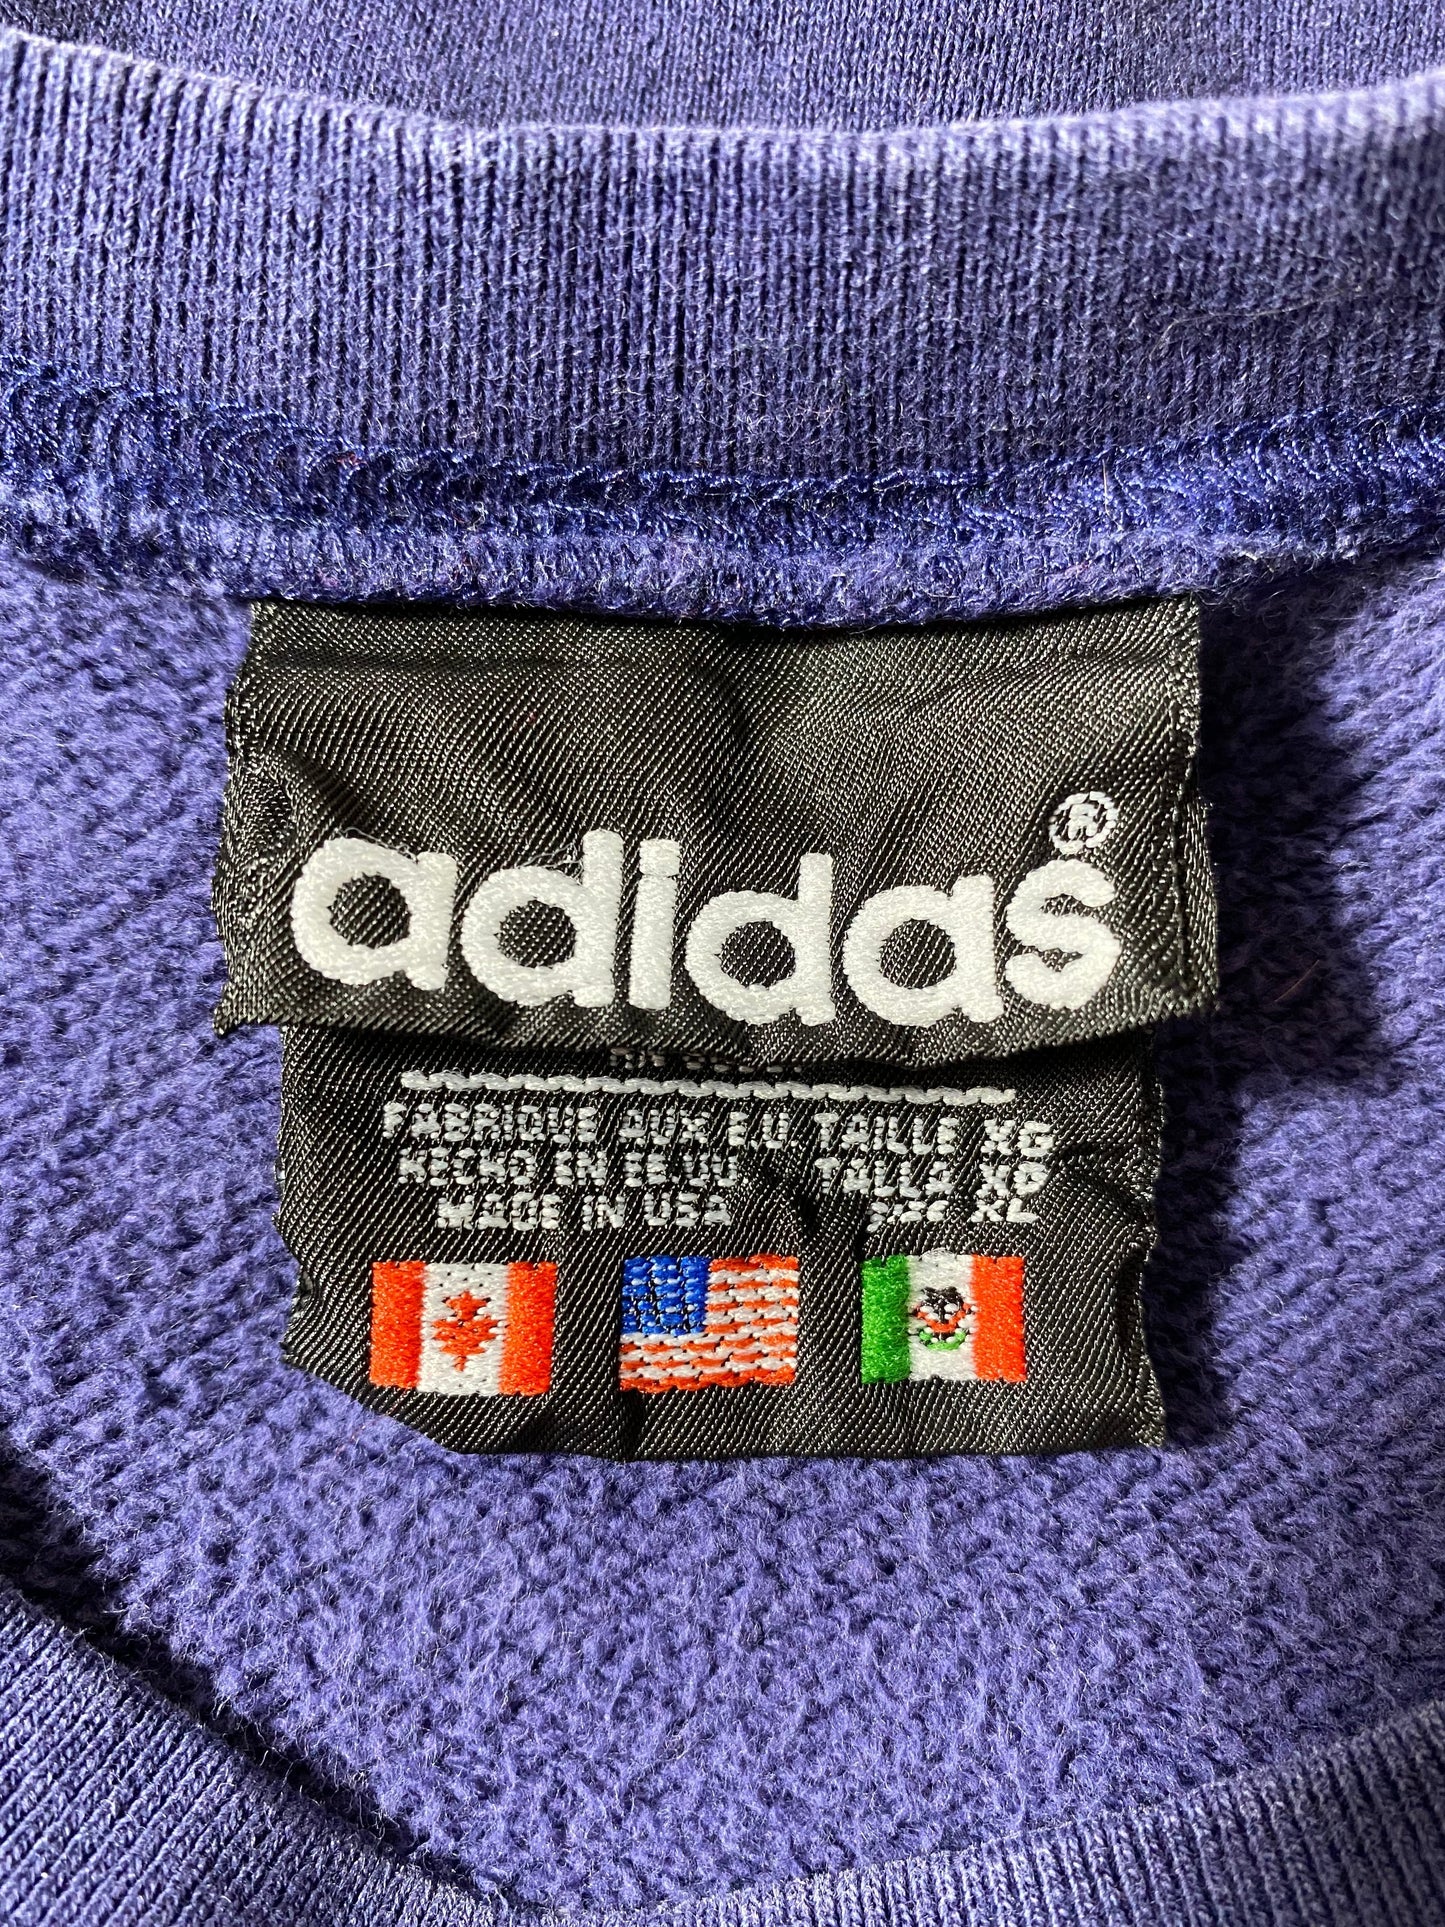 adidas®
FABRIQUE AUX E.U. TAILLE XG
HECHO EN EE.UU. TALLA XG
MADE IN USA SIZE XL